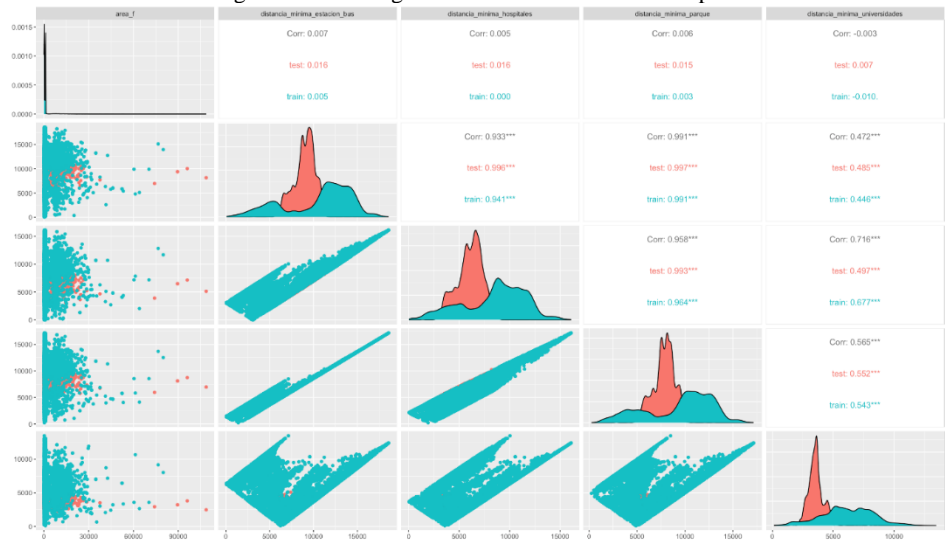 area_f distancia_minima_estacion_bas distancia_minima_hospitales distancia_minima_parque distancia_minima_universidades
0.0015
0.0010
0.0005
0.0000
Corr: 0.007 Corr: 0.005 Corr: 0.006 Corr: -0.003
test: 0.016 test: 0.016 test: 0.015 test: 0.007
train: 0.005 train: 0.000 train: 0.003 train: -0.010.
15000
10000
5000
0
Corr: 0.933*** Corr: 0.991*** Corr: 0.472***
test: 0.996*** test: 0.997*** test: 0.485***
train: 0.941*** train: 0.991*** train: 0.446***
15000
10000
5000
0
Corr: 0.958*** Corr: 0.716***
test: 0.993*** test: 0.497***
train: 0.964*** train: 0.677***
15000
10000
5000
0
Corr: 0.565***
test: 0.552***
train: 0.543***
10000
5000
0
0 30000 60000 90000 0 5000 10000 15000 0 5000 10000 15000 0 5000 10000 15000 0 5000 10000